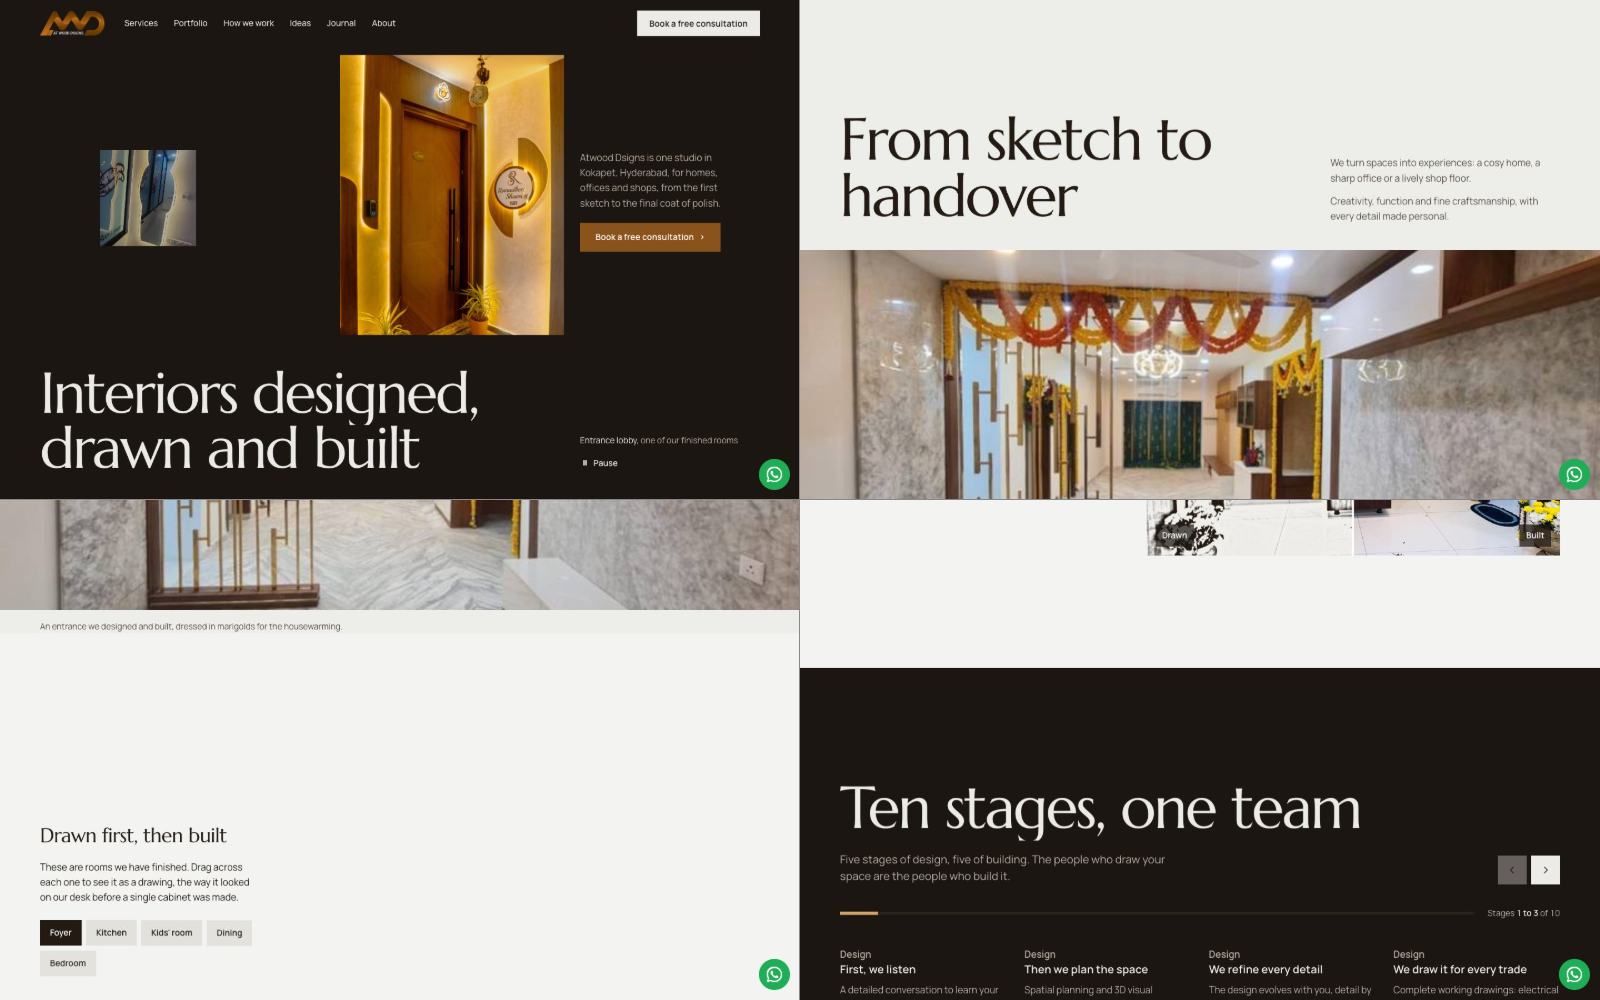 AT WOOD DSIGNS
Services
Portfolio
How we work
Ideas
Journal
About
Book a free consultation
Atwood Dsigns is one studio in
Kokapet, Hyderabad, for homes,
offices and shops, from the first
sketch to the final coat of polish.
Book a free consultation
Interiors designed,
drawn and built
Entrance lobby, one of our finished rooms
Pause
From sketch to
handover
We turn spaces into experiences: a cosy home, a
sharp office or a lively shop floor.
Creativity, function and fine craftsmanship, with
every detail made personal.
An entrance we designed and built, dressed in marigolds for the housewarming.
Drawn first, then built
These are rooms we have finished. Drag across
each one to see it as a drawing, the way it looked
on our desk before a single cabinet was made.
Foyer
Kitchen
Kids' room
Dining
Bedroom
Drawn
Built
Ten stages, one team
Five stages of design, five of building. The people who draw your
space are the people who build it.
Stages 1 to 3 of 10
Design
First, we listen
A detailed conversation to learn your
Design
Then we plan the space
Spatial planning and 3D visual
Design
We refine every detail
The design evolves with you, detail by
Design
We draw it for every trade
Complete working drawings: electrical